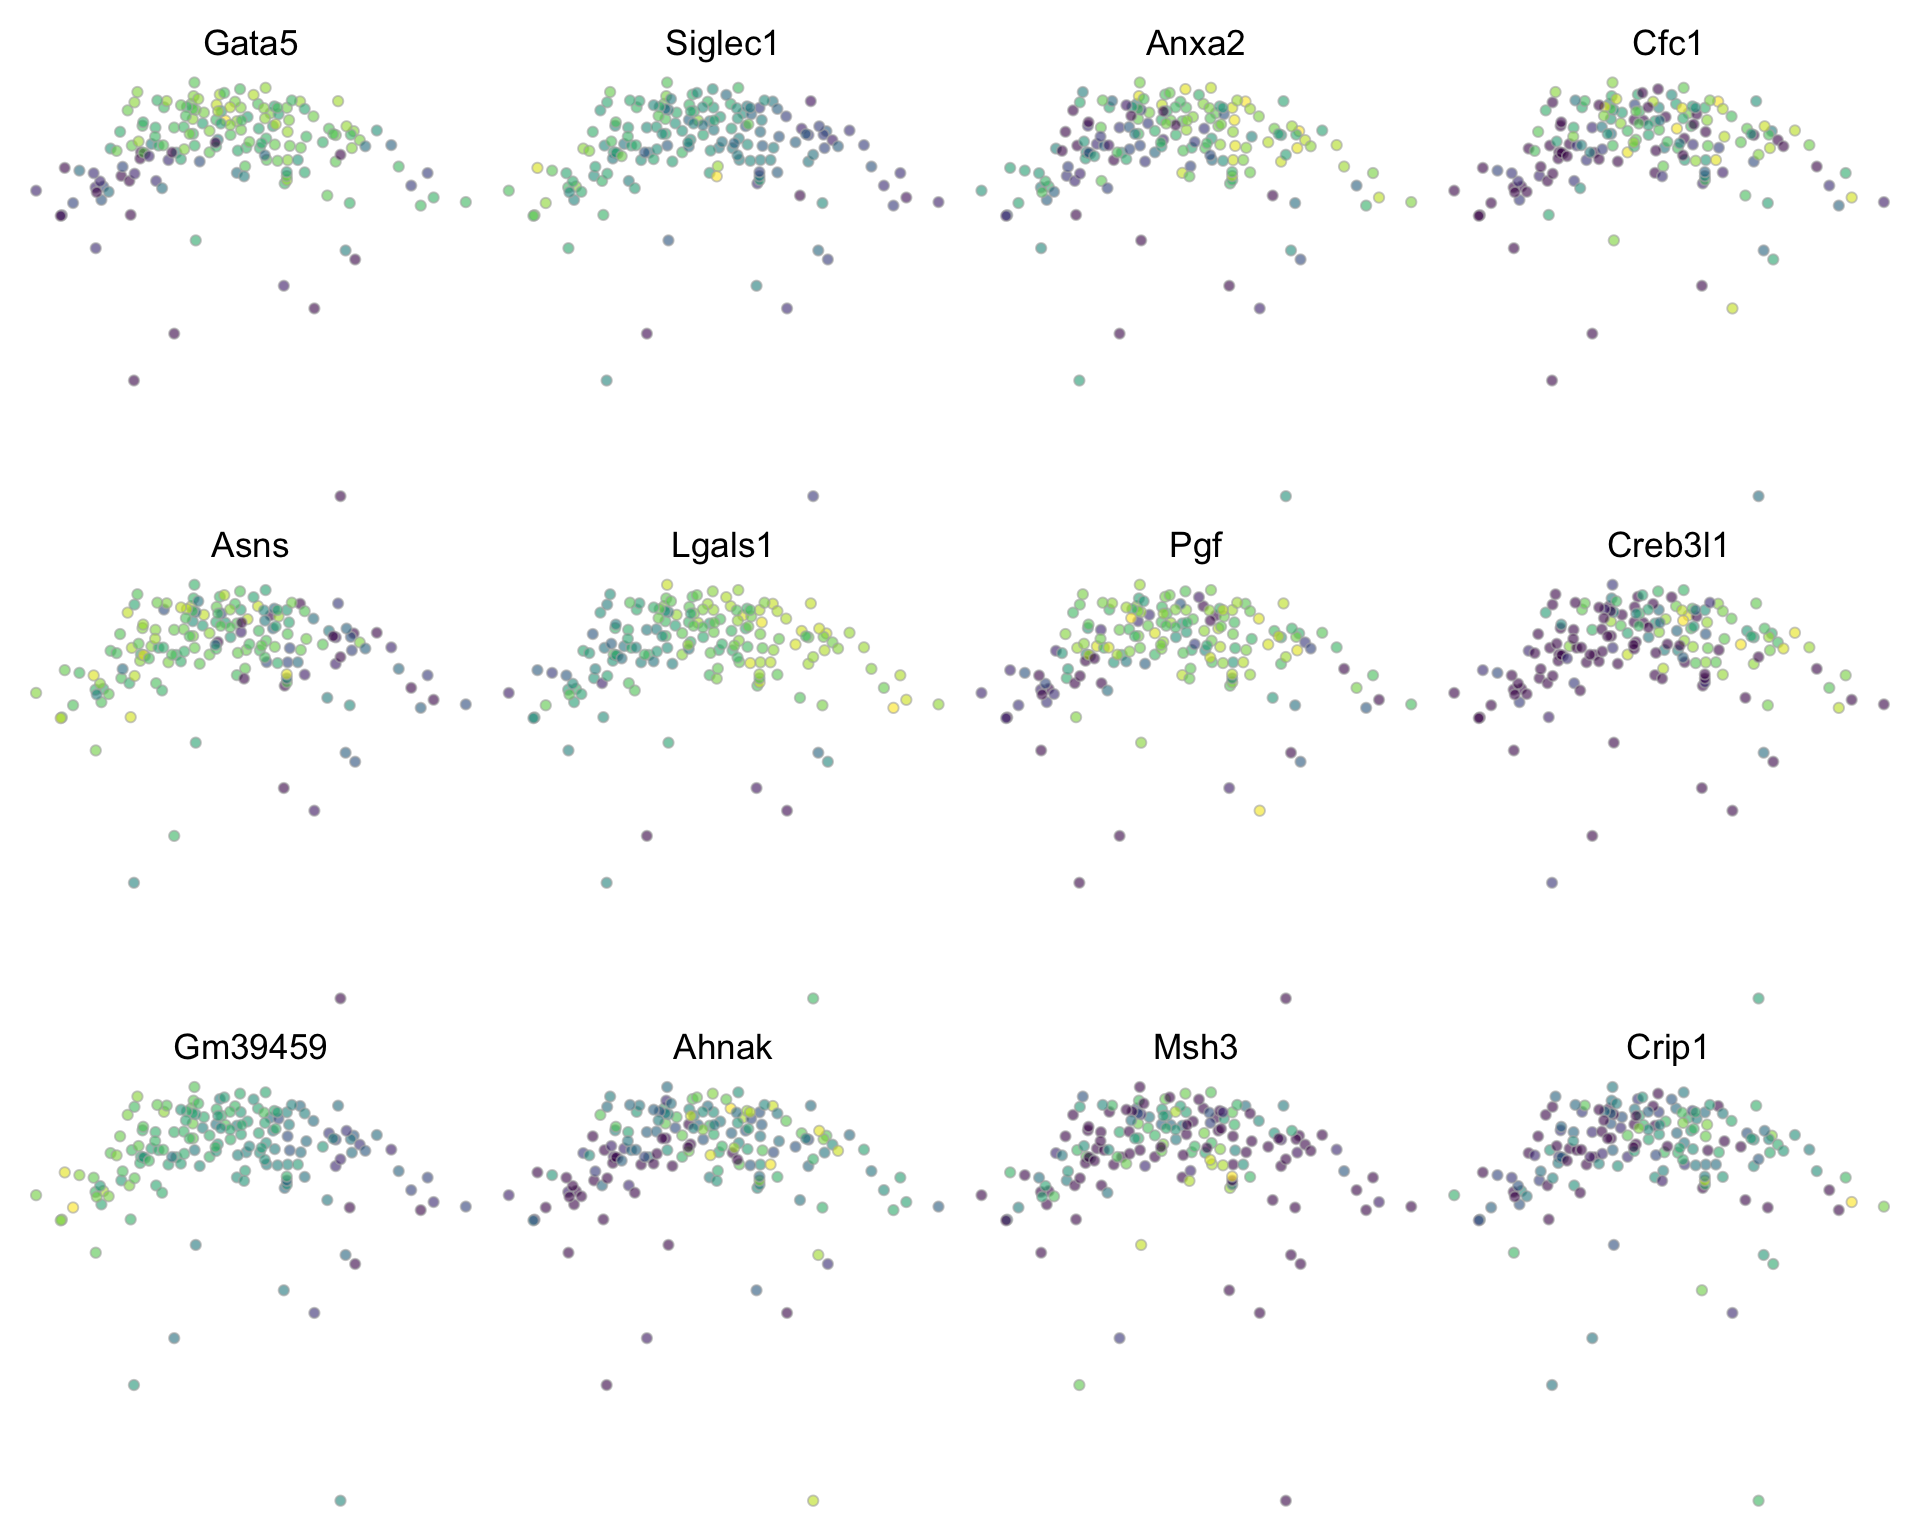 Gata5
Siglec1
Anxa2
Cfc1
Asns
Lgals1
Pgf
Creb3l1
Gm39459
Ahnak
Msh3
Crip1